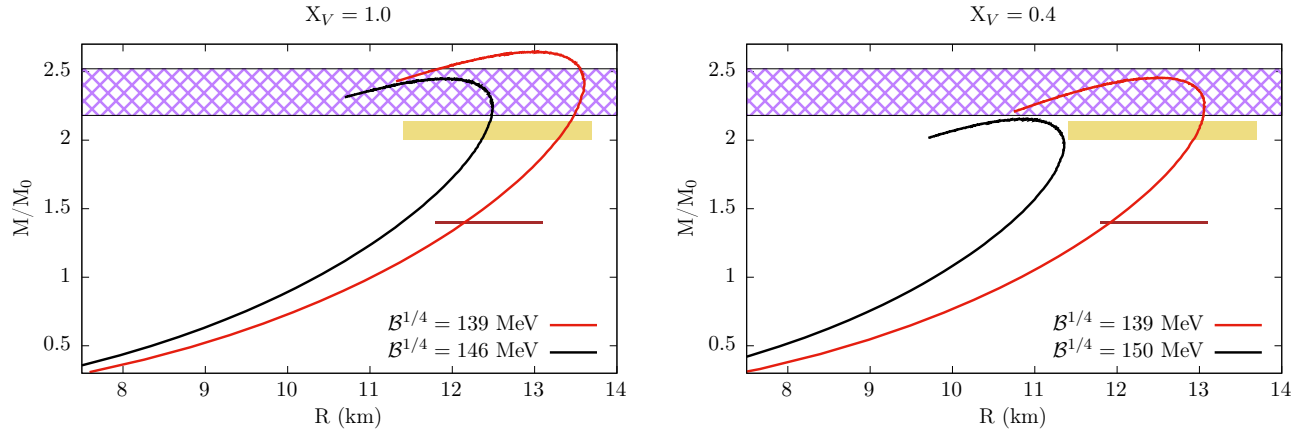 X_V = 1.0
M/M_0
2.5
2
1.5
1
0.5
8 9 10 11 12 13 14
R (km)
B^{1/4} = 139 MeV
B^{1/4} = 146 MeV
X_V = 0.4
M/M_0
2.5
2
1.5
1
0.5
8 9 10 11 12 13 14
R (km)
B^{1/4} = 139 MeV
B^{1/4} = 150 MeV